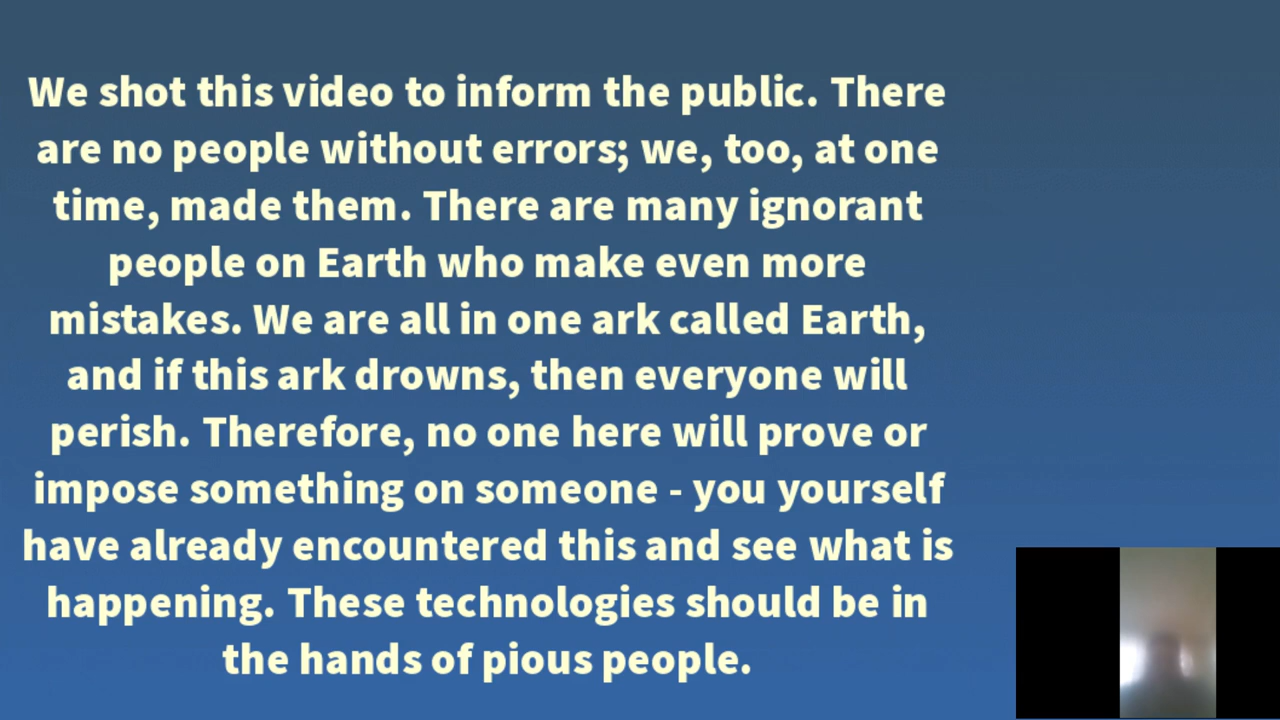 We shot this video to inform the public. There
are no people without errors; we, too, at one
time, made them. There are many ignorant
people on Earth who make even more
mistakes. We are all in one ark called Earth,
and if this ark drowns, then everyone will
perish. Therefore, no one here will prove or
impose something on someone - you yourself
have already encountered this and see what is
happening. These technologies should be in
the hands of pious people.